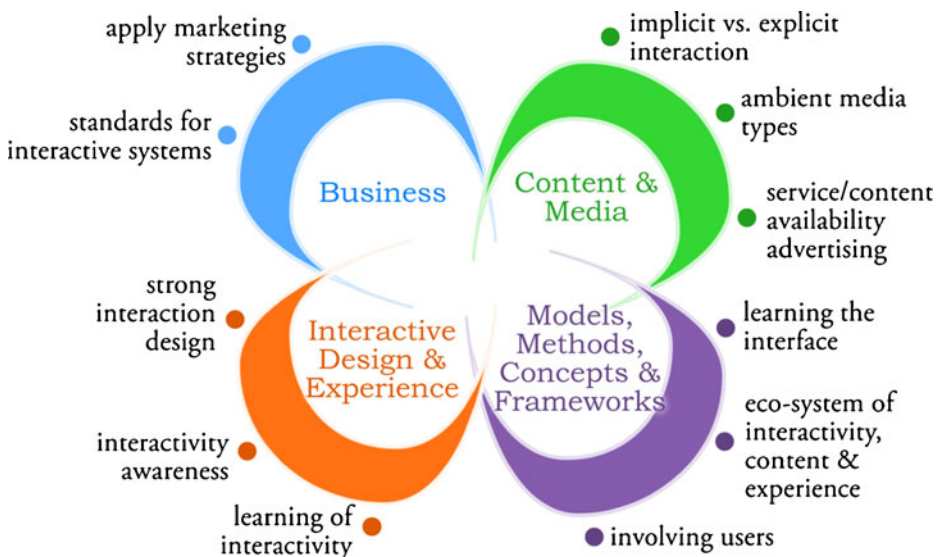 apply marketing
strategies
standards for
interactive systems
Business
implicit vs. explicit
interaction
ambient media
types
service/content
availability
advertising
Content &
Media
strong
interaction
design
interactivity
awareness
learning of
interactivity
Interactive
Design &
Experience
Models,
Methods,
Concepts &
Frameworks
learning the
interface
eco-system of
interactivity,
content &
experience
involving users